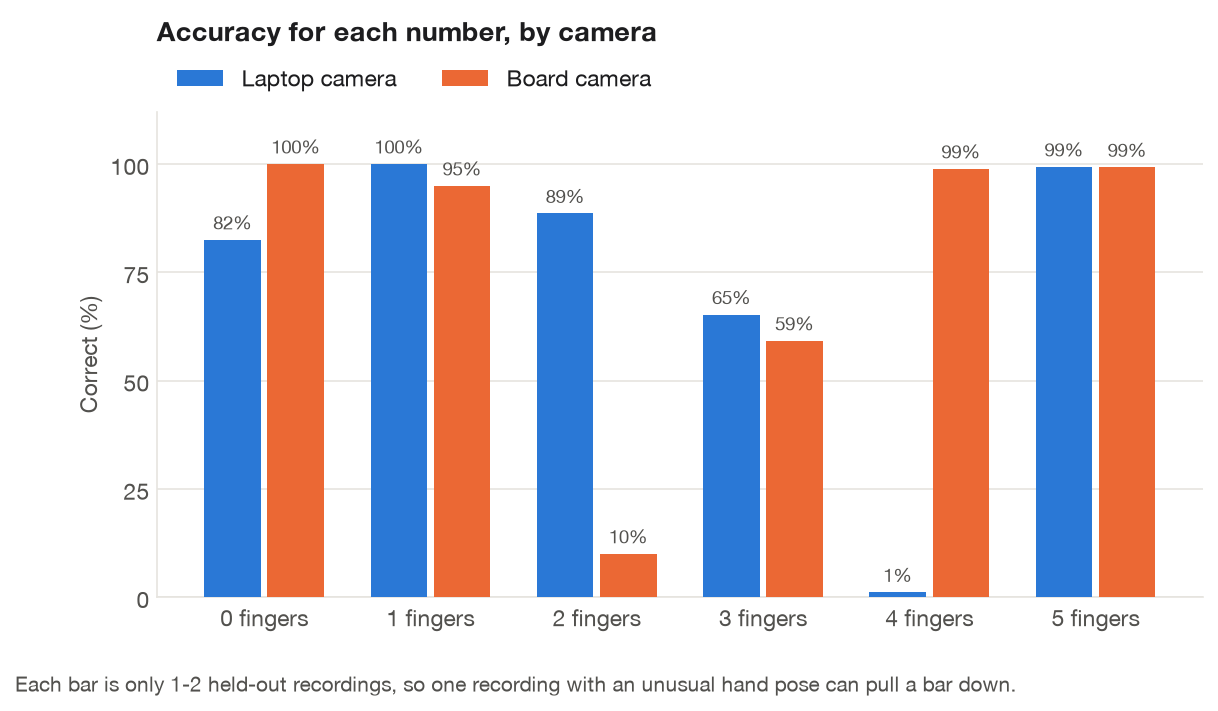 Accuracy for each number, by camera
Laptop camera Board camera
100% 100% 99% 99% 99%
100 95%
89%
82%
75
65%
59%
Correct (%)
50
25
10%
1%
0
0 fingers 1 fingers 2 fingers 3 fingers 4 fingers 5 fingers
Each bar is only 1-2 held-out recordings, so one recording with an unusual hand pose can pull a bar down.